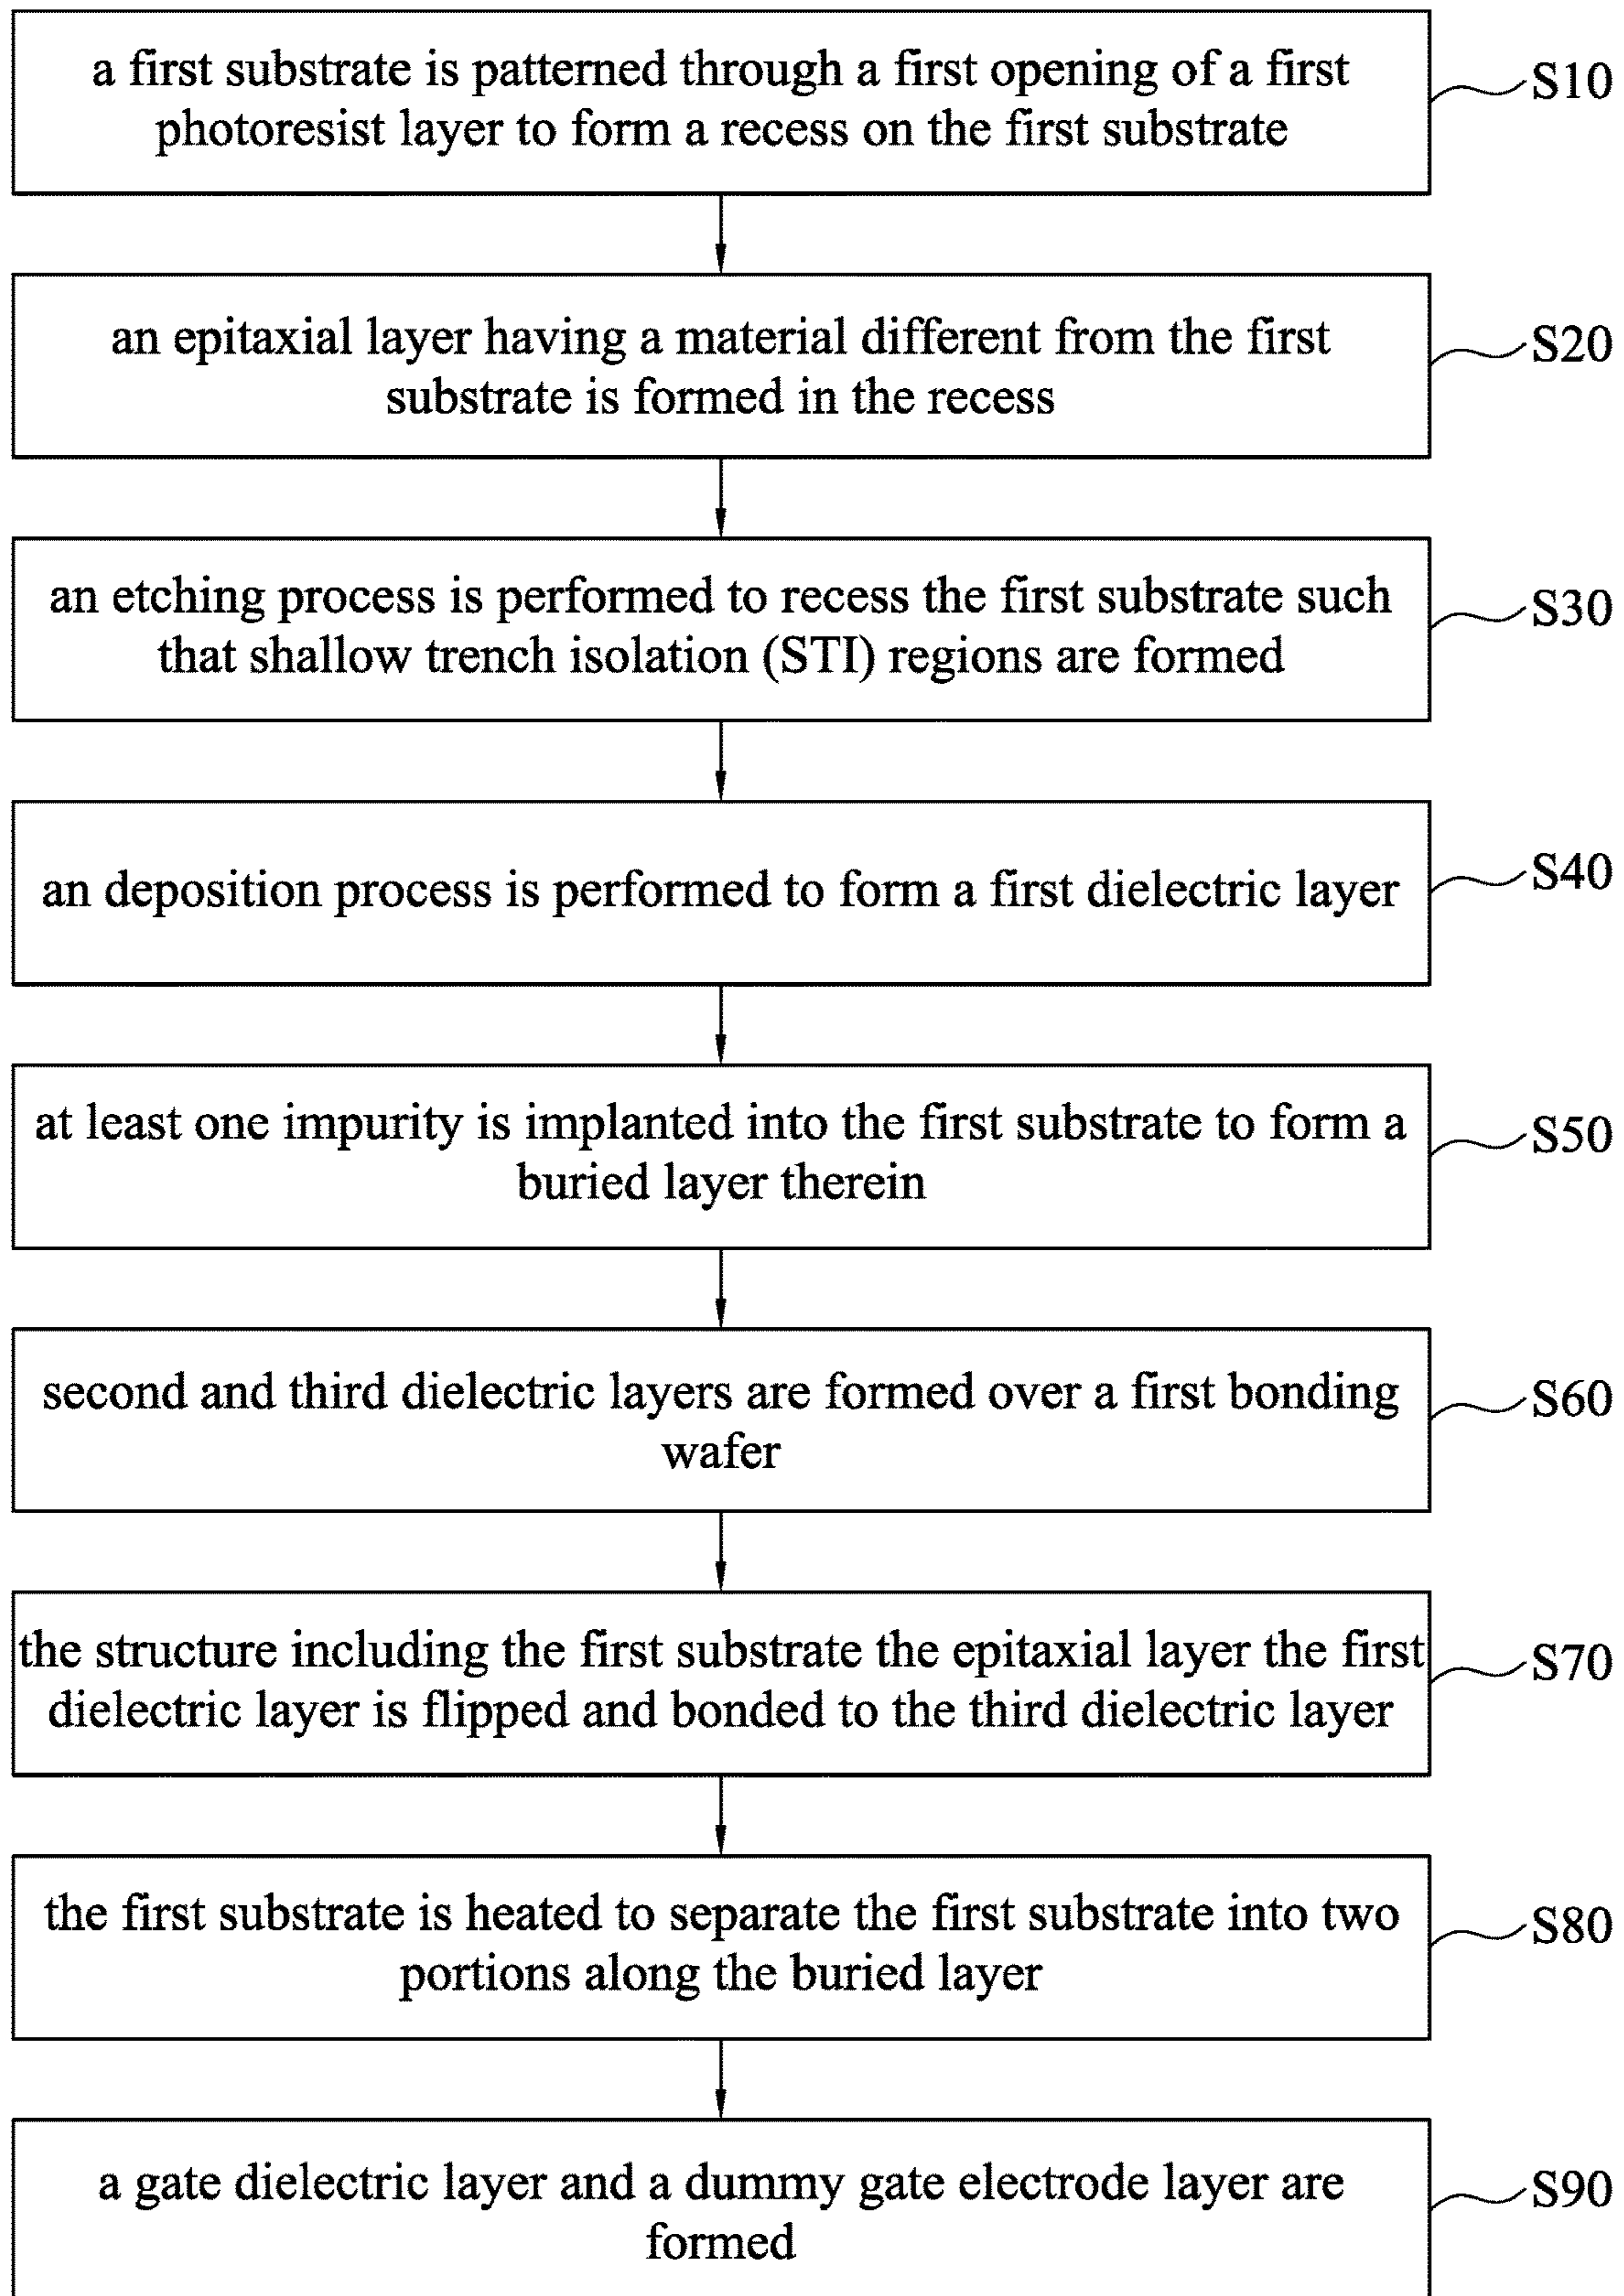 a first substrate is patterned through a first opening of a first
photoresist layer to form a recess on the first substrate
S10
an epitaxial layer having a material different from the first
substrate is formed in the recess
S20
an etching process is performed to recess the first substrate such
that shallow trench isolation (STI) regions are formed
S30
an deposition process is performed to form a first dielectric layer
S40
at least one impurity is implanted into the first substrate to form a
buried layer therein
S50
second and third dielectric layers are formed over a first bonding
wafer
S60
the structure including the first substrate the epitaxial layer the first
dielectric layer is flipped and bonded to the third dielectric layer
S70
the first substrate is heated to separate the first substrate into two
portions along the buried layer
S80
a gate dielectric layer and a dummy gate electrode layer are
formed
S90